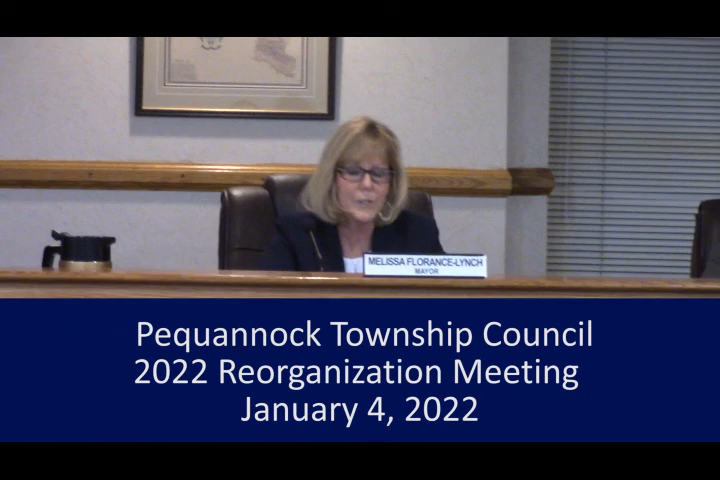 MELISSA FLORANCE-LYNCH
MAYOR
Pequannock Township Council
2022 Reorganization Meeting
January 4, 2022